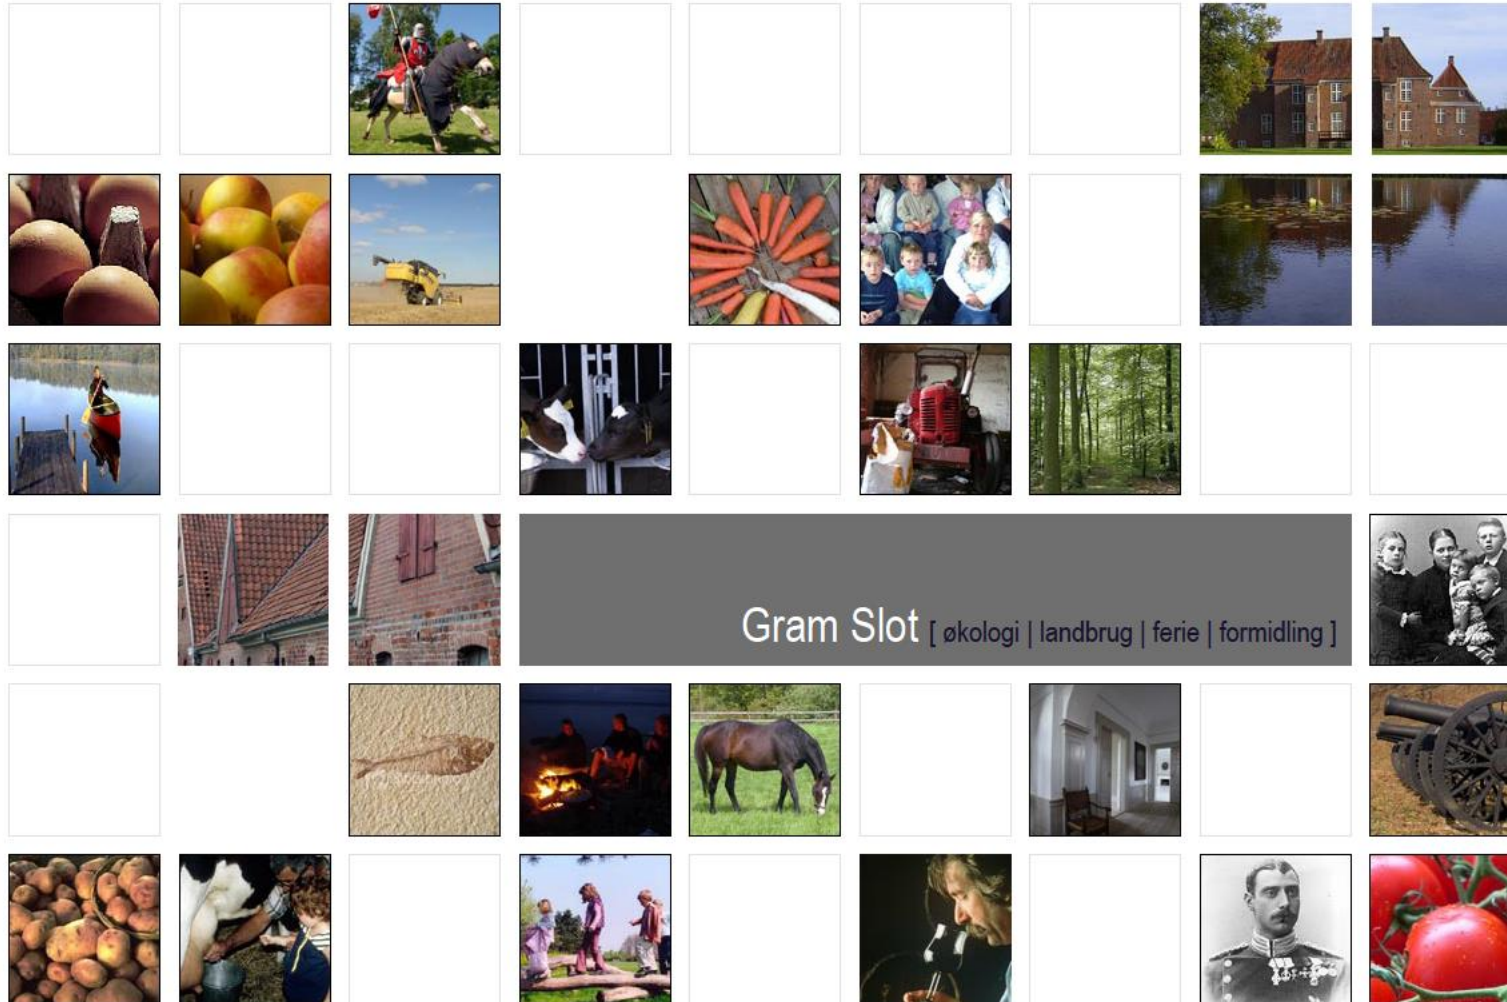 Gram Slot [ økologi | landbrug | ferie | formidling ]